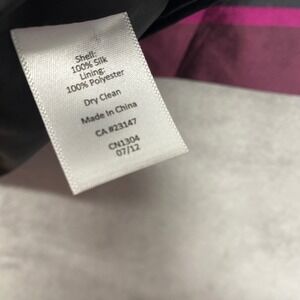 Shell:
100% Silk
Lining:
100% Polyester
Dry Clean
Made In China
CA #23147
CN1304
07/12